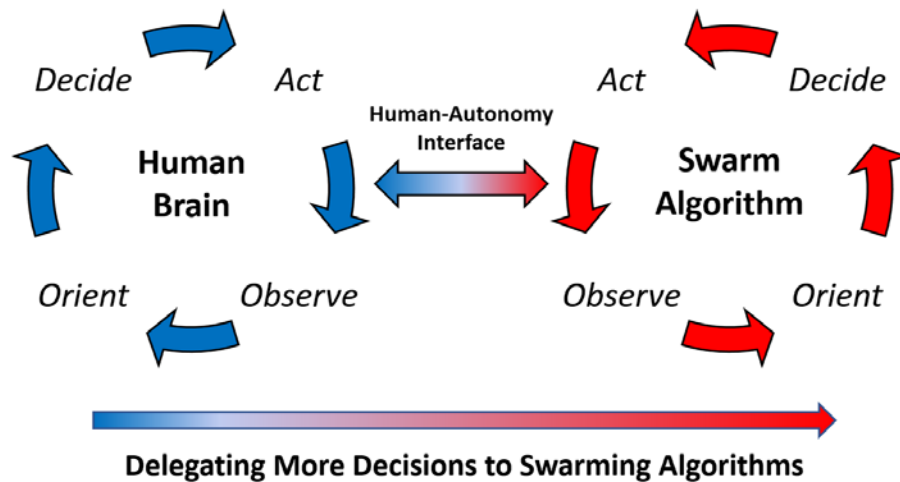 Decide
Act
Human
Brain
Orient
Observe
Human-Autonomy
Interface
Act
Decide
Swarm
Algorithm
Observe
Orient
Delegating More Decisions to Swarming Algorithms